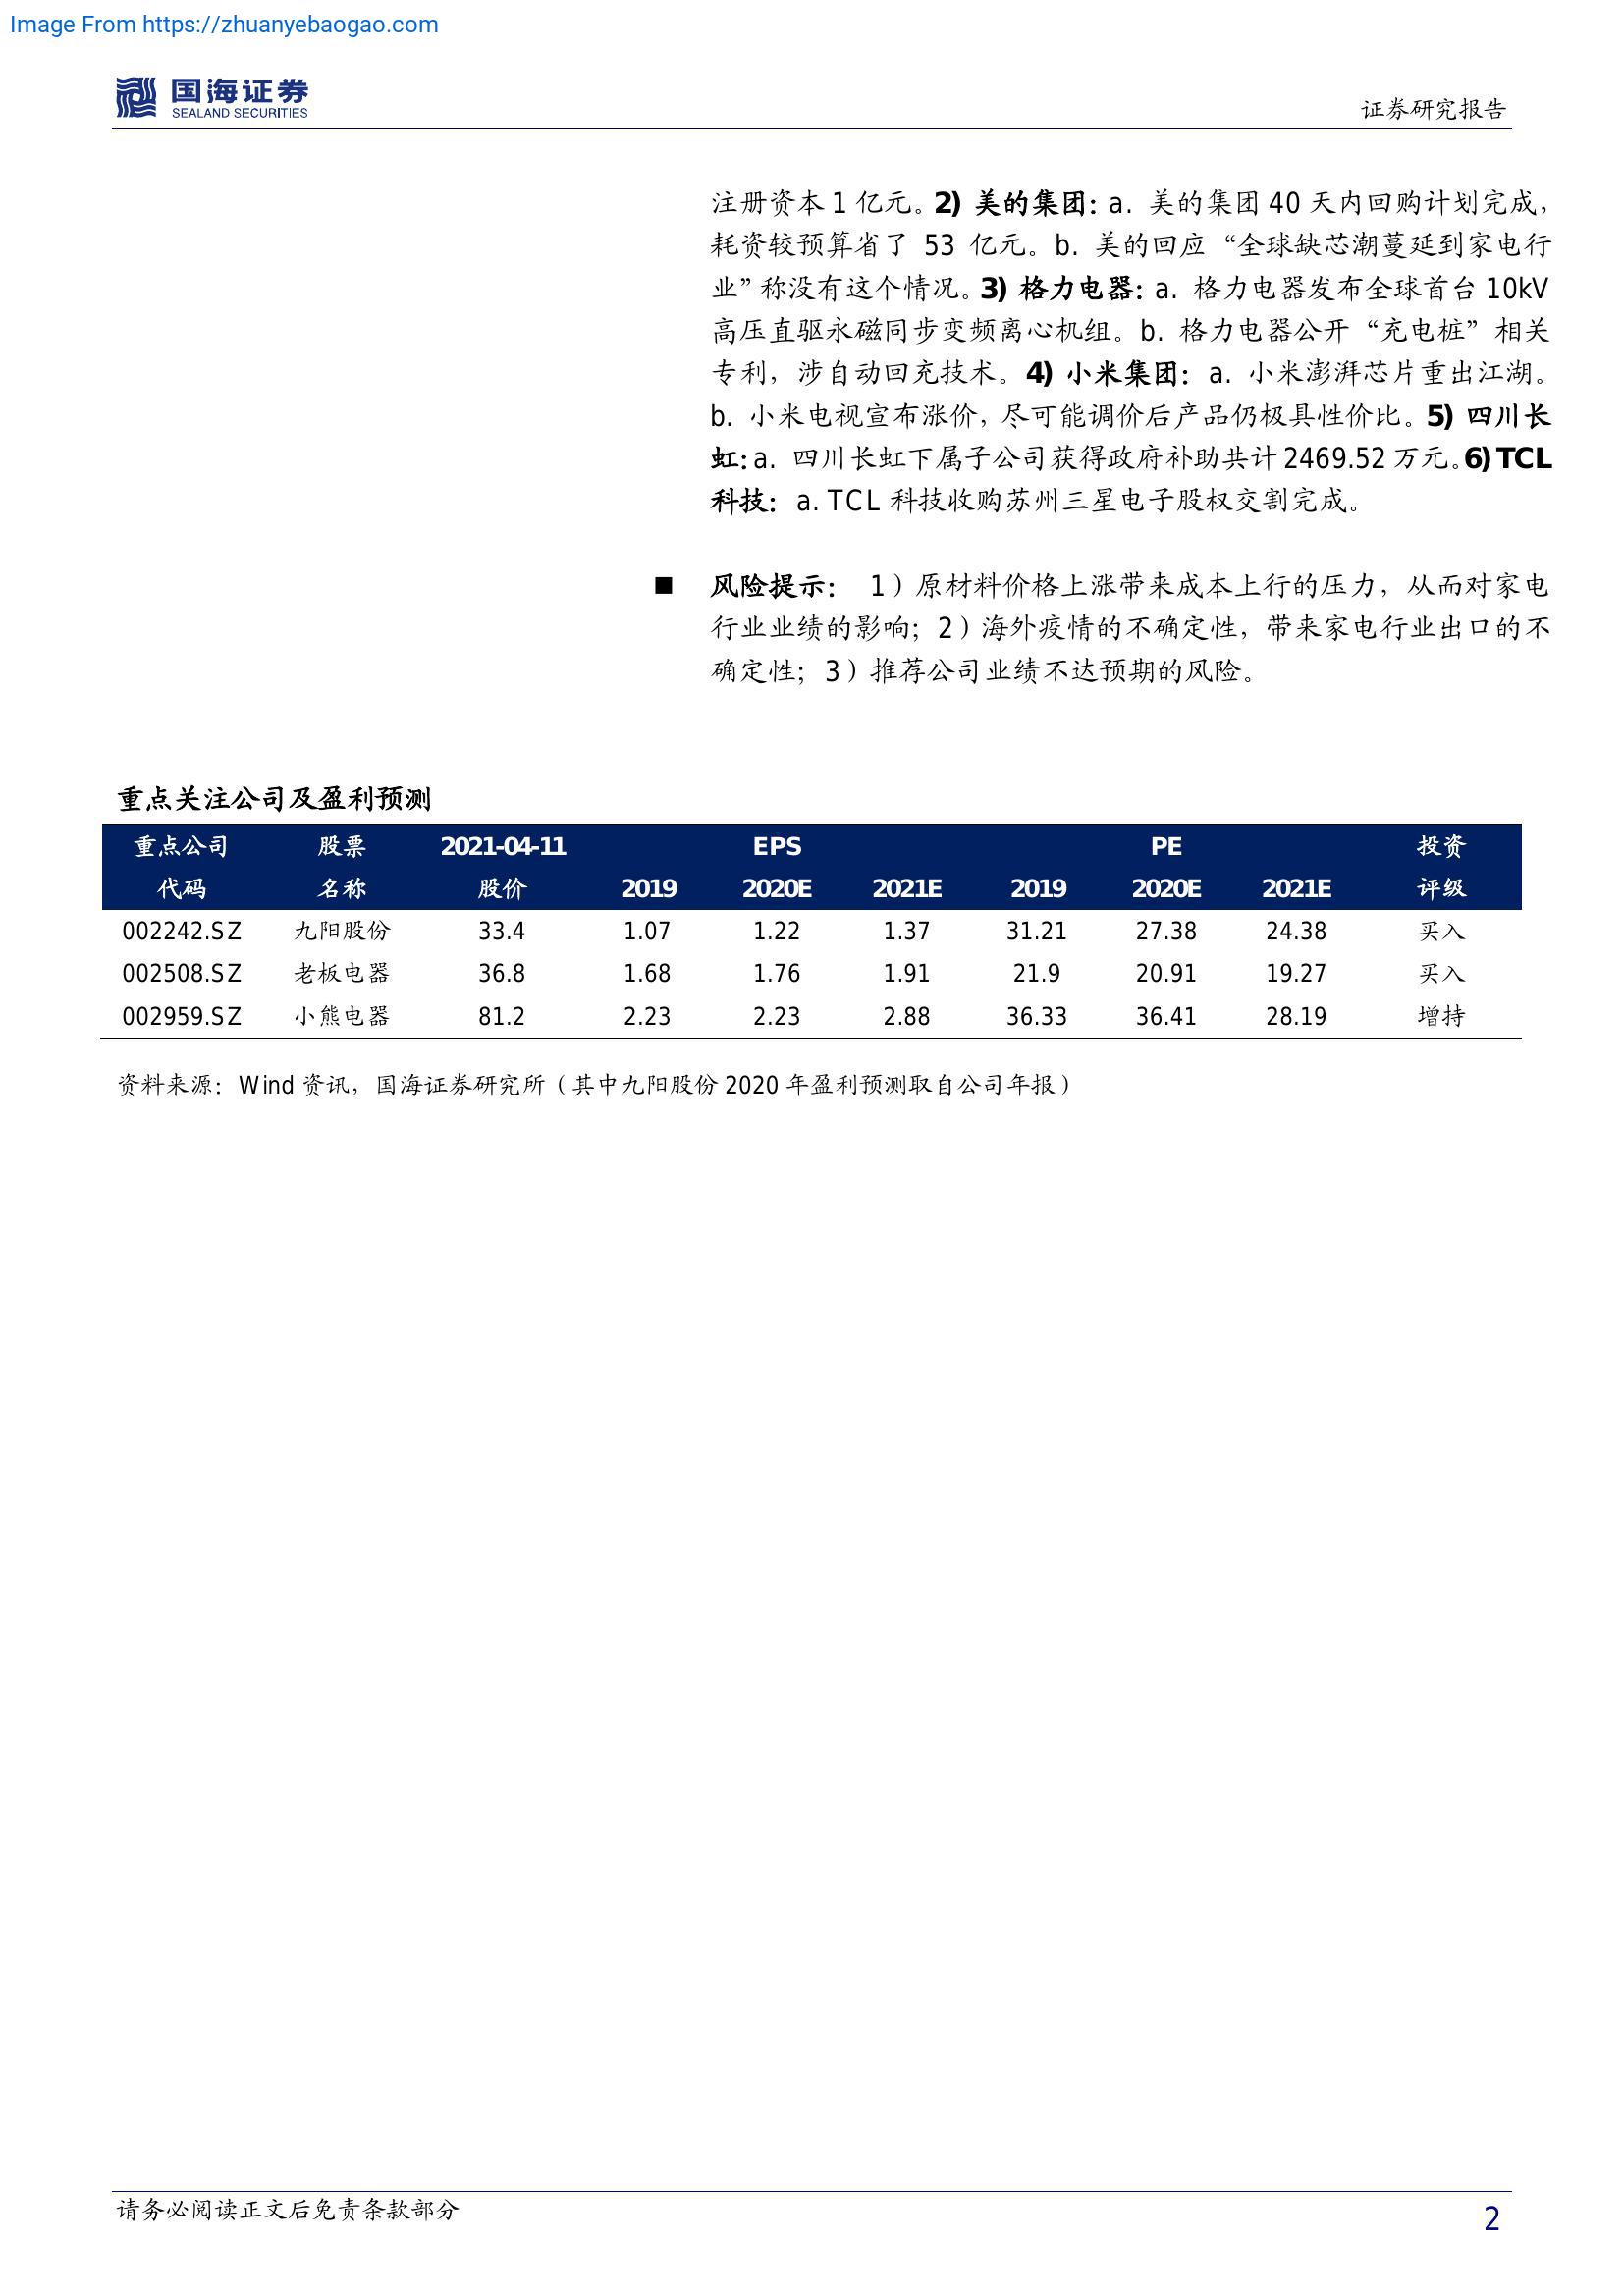 Image From https://zhuanyebaogao.com
国海证券
SEALAND SECURITIES
证券研究报告
注册资本 1 亿元。2) 美的集团：a. 美的集团 40 天内回购计划完成，
耗资较预算省了 53 亿元。b. 美的回应“全球缺芯潮蔓延到家电行
业”称没有这个情况。3) 格力电器：a. 格力电器发布全球首台 10kV
高压直驱永磁同步变频离心机组。b. 格力电器公开“充电桩”相关
专利，涉自动回充技术。4) 小米集团：a. 小米澎湃芯片重出江湖。
b. 小米电视宣布涨价，尽可能调价后产品仍极具性价比。5) 四川长
虹：a. 四川长虹下属子公司获得政府补助共计 2469.52 万元。6) TCL
科技：a. TCL 科技收购苏州三星电子股权交割完成。
■ 风险提示： 1）原材料价格上涨带来成本上行的压力，从而对家电
行业业绩的影响；2）海外疫情的不确定性，带来家电行业出口的不
确定性；3）推荐公司业绩不达预期的风险。
重点关注公司及盈利预测
重点公司 股票 2021-04-11 EPS PE 投资
代码 名称 股价 2019 2020E 2021E 2019 2020E 2021E 评级
002242.SZ 九阳股份 33.4 1.07 1.22 1.37 31.21 27.38 24.38 买入
002508.SZ 老板电器 36.8 1.68 1.76 1.91 21.9 20.91 19.27 买入
002959.SZ 小熊电器 81.2 2.23 2.23 2.88 36.33 36.41 28.19 增持
资料来源：Wind 资讯，国海证券研究所（其中九阳股份 2020 年盈利预测取自公司年报）
请务必阅读正文后免责条款部分
2